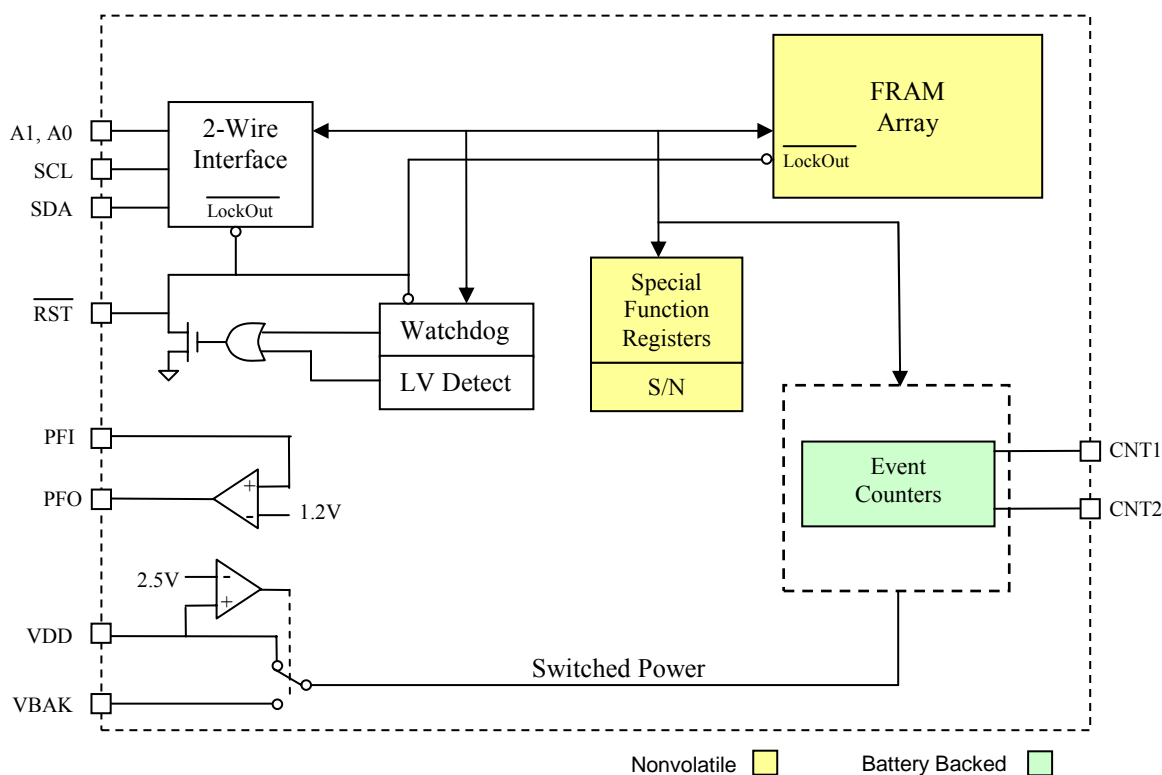 A1, A0
SCL
SDA
RST
PFI
PFO
VDD
VBAK
2-Wire
Interface
LockOut
FRAM
Array
LockOut
Watchdog
LV Detect
Special
Function
Registers
S/N
+
-
1.2V
2.5V
-
+
Event
Counters
CNT1
CNT2
Switched Power
Nonvolatile
Battery Backed